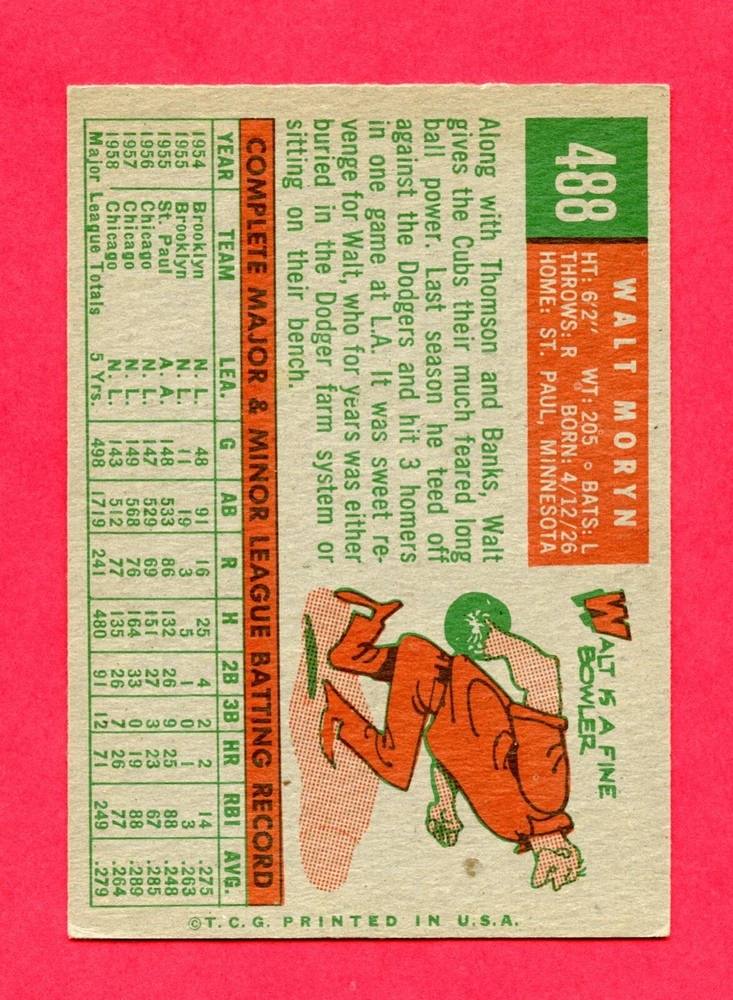 488
WALT MORYN
HT: 6'2" WT: 205 ○ BATS: L
THROWS: R BORN: 4/12/26
HOME: ST. PAUL, MINNESOTA
Along with Thomson and Banks, Walt
gives the Cubs their much feared long
ball power. Last season he teed off
against the Dodgers and hit 3 homers
in one game at L.A. It was sweet re-
venge for Walt, who for years was either
buried in the Dodger farm system or
sitting on their bench.
WALT IS A FINE
BOWLER
COMPLETE MAJOR & MINOR LEAGUE BATTING RECORD
YEAR TEAM LEA. G AB R H 2B 3B HR RBI AVG.
1954 Brooklyn N. L. 48 91 16 25 4 2 2 14 .275
1955 Brooklyn N. L. 11 19 3 5 1 0 1 3 .263
1955 St. Paul A. A. 148 533 86 132 26 9 25 88 .248
1956 Chicago N. L. 147 529 69 151 27 3 23 67 .285
1957 Chicago N. L. 149 568 76 164 33 0 19 88 .289
1958 Chicago N. L. 143 512 77 135 26 7 26 77 .264
Major League Totals 5 Yrs. 498 1719 241 480 91 12 71 249 .279
©T.C.G. PRINTED IN U.S.A.